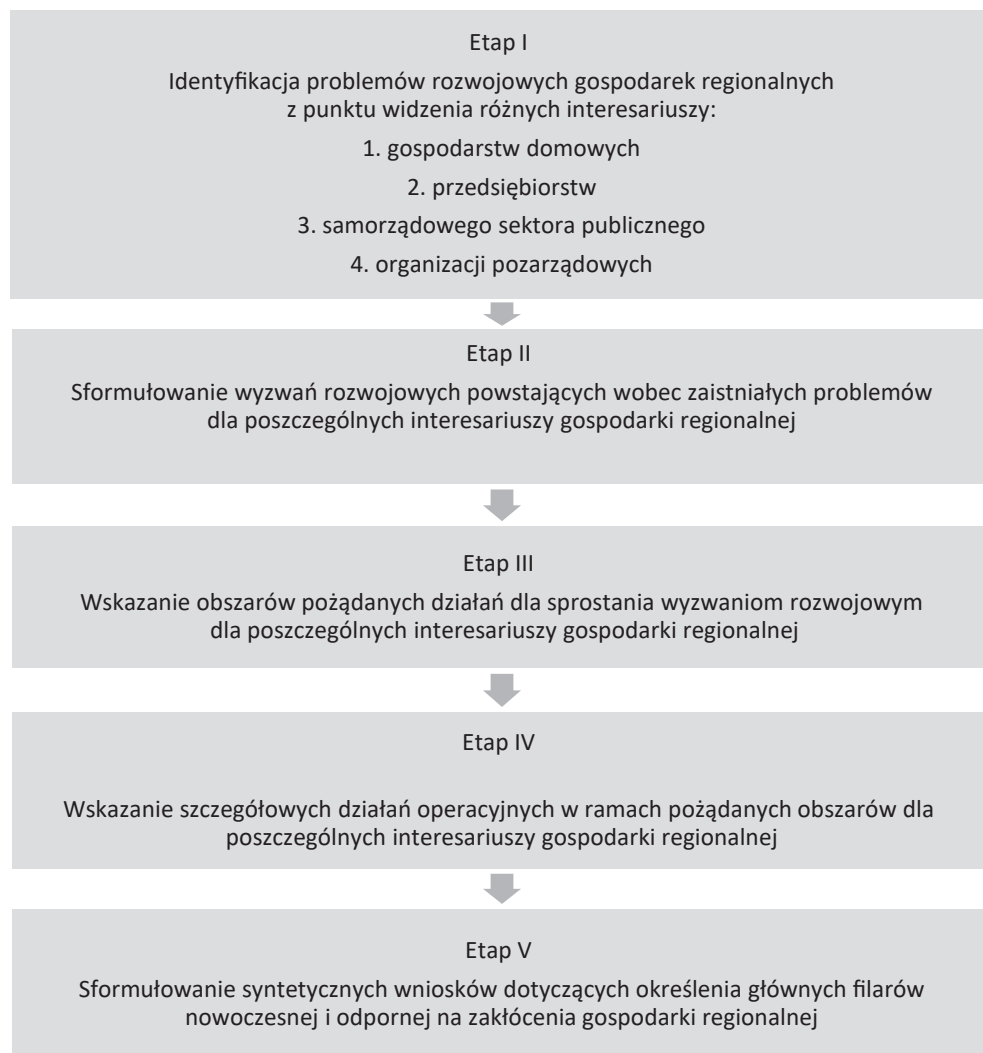 Etap I
Identyfikacja problemów rozwojowych gospodarek regionalnych
z punktu widzenia różnych interesariuszy:
1. gospodarstw domowych
2. przedsiębiorstw
3. samorządowego sektora publicznego
4. organizacji pozarządowych
Etap II
Sformułowanie wyzwań rozwojowych powstających wobec zaistniałych problemów
dla poszczególnych interesariuszy gospodarki regionalnej
Etap III
Wskazanie obszarów pożądanych działań dla sprostania wyzwaniom rozwojowym
dla poszczególnych interesariuszy gospodarki regionalnej
Etap IV
Wskazanie szczegółowych działań operacyjnych w ramach pożądanych obszarów dla
poszczególnych interesariuszy gospodarki regionalnej
Etap V
Sformułowanie syntetycznych wniosków dotyczących określenia głównych filarów
nowoczesnej i odpornej na zakłócenia gospodarki regionalnej